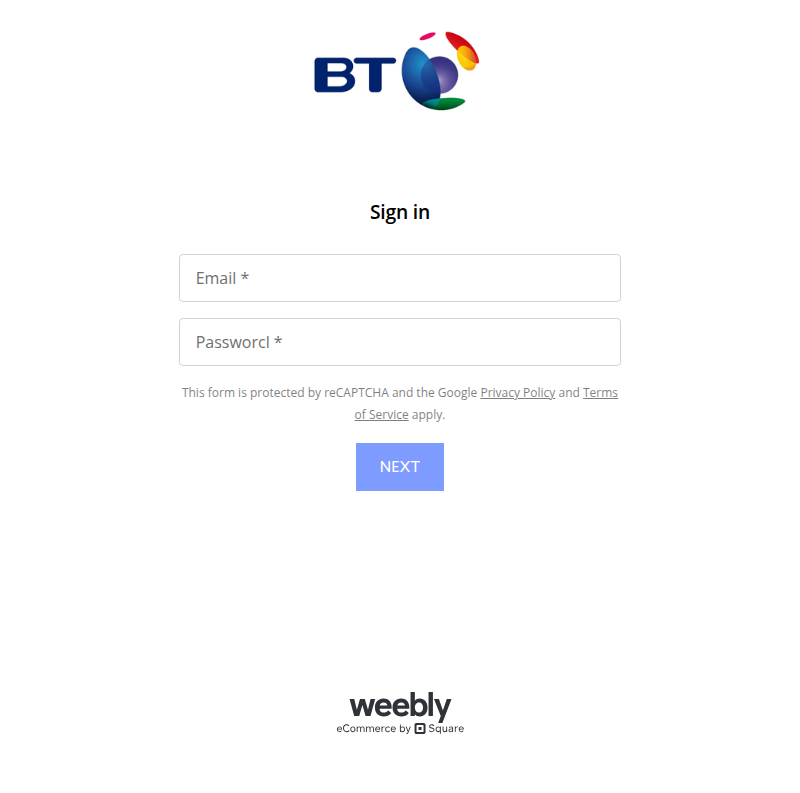 BT
Sign in
Email *
Passworcl *
This form is protected by reCAPTCHA and the Google Privacy Policy and Terms
of Service apply.
NEXT
weebly
eCommerce by Square